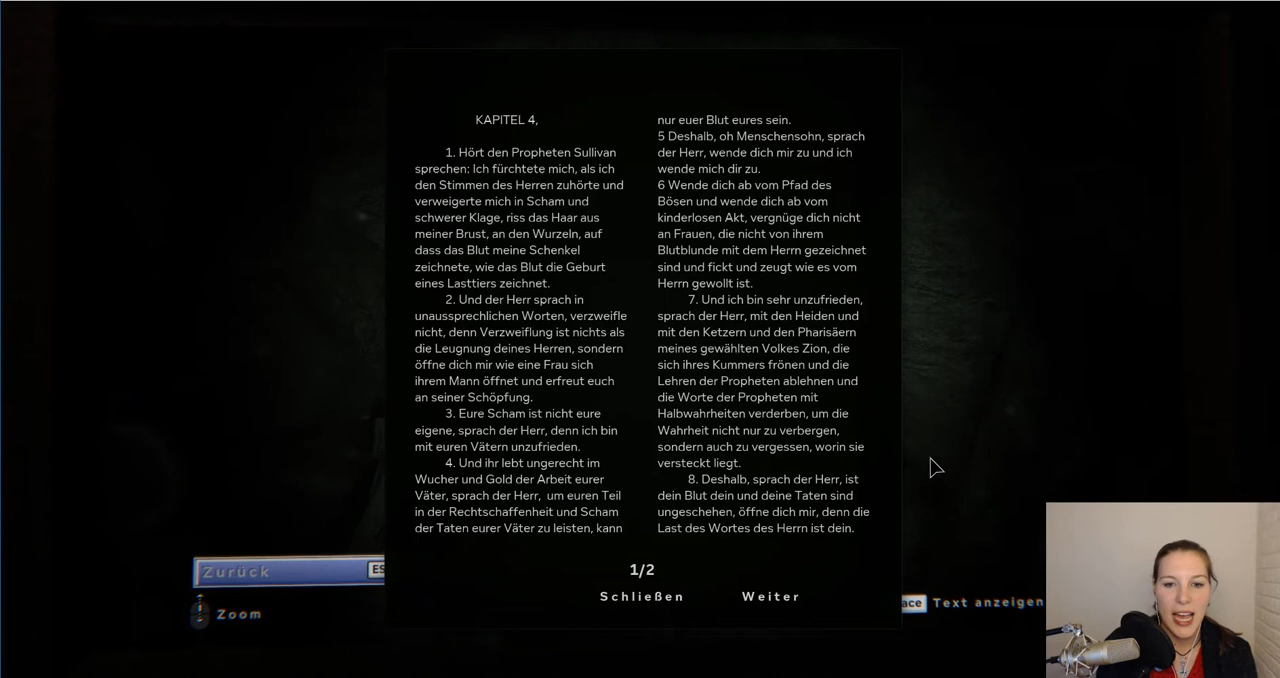 KAPITEL 4,
1. Hört den Propheten Sullivan
sprechen: Ich fürchtete mich, als ich
den Stimmen des Herren zuhörte und
verweigerte mich in Scham und
schwerer Klage, riss das Haar aus
meiner Brust, an den Wurzeln, auf
dass das Blut meine Schenkel
zeichnete, wie das Blut die Geburt
eines Lasttiers zeichnet.
2. Und der Herr sprach in
unaussprechlichen Worten, verzweifle
nicht, denn Verzweiflung ist nichts als
die Leugnung deines Herren, sondern
öffne dich mir wie eine Frau sich
ihrem Mann öffnet und erfreut euch
an seiner Schöpfung.
3. Eure Scham ist nicht eure
eigene, sprach der Herr, denn ich bin
mit euren Vätern unzufrieden.
4. Und ihr lebt ungerecht im
Wucher und Gold der Arbeit eurer
Väter, sprach der Herr, um euren Teil
in der Rechtschaffenheit und Scham
der Taten eurer Väter zu leisten, kann
nur euer Blut eures sein.
5 Deshalb, oh Menschensohn, sprach
der Herr, wende dich mir zu und ich
wende mich dir zu.
6 Wende dich ab vom Pfad des
Bösen und wende dich ab vom
kinderlosen Akt, vergnüge dich nicht
an Frauen, die nicht von ihrem
Blutblunde mit dem Herrn gezeichnet
sind und fickt und zeugt wie es vom
Herrn gewollt ist.
7. Und ich bin sehr unzufrieden,
sprach der Herr, mit den Heiden und
mit den Ketzern und den Pharisäern
meines gewählten Volkes Zion, die
sich ihres Kummers frönen und die
Lehren der Propheten ablehnen und
die Worte der Propheten mit
Halbwahrheiten verderben, um die
Wahrheit nicht nur zu verbergen,
sondern auch zu vergessen, worin sie
versteckt liegt.
8. Deshalb, sprach der Herr, ist
dein Blut dein und deine Taten sind
ungeschehen, öffne dich mir, denn die
Last des Wortes des Herrn ist dein.
1/2
Schließen Weiter
Zurück ES
Zoom
ace Text anzeigen